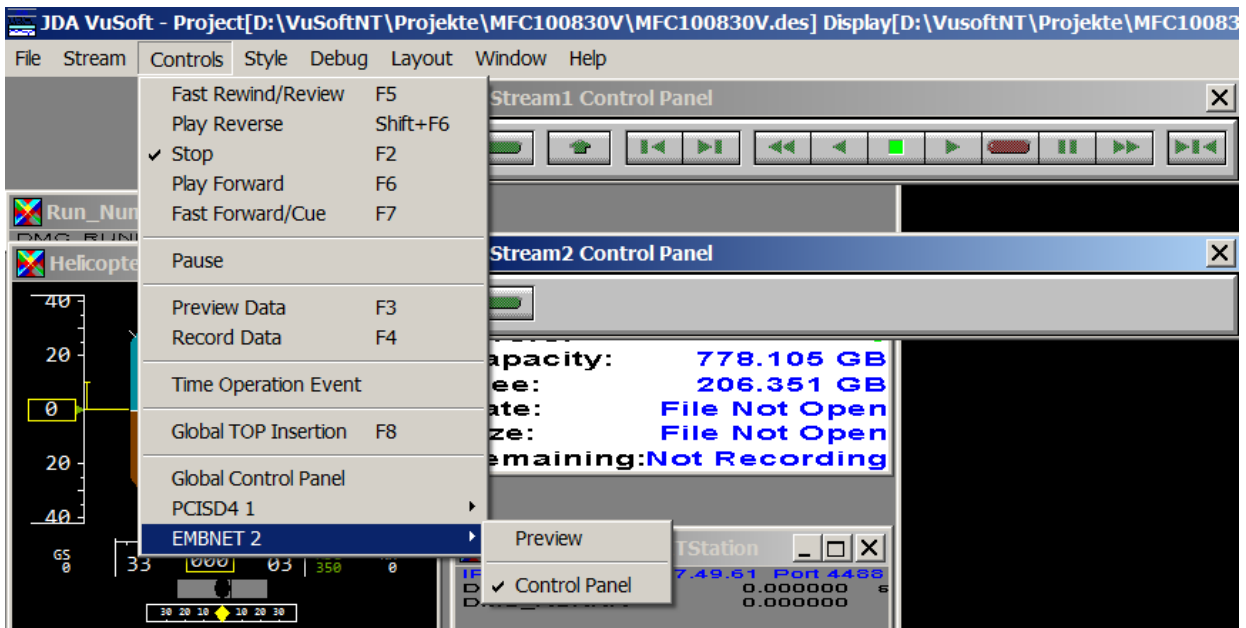 JDA VuSoft - Project[D:\VuSoftNT\Projekte\MFC100830V\MFC100830V.des] Display[D:\VusoftNT\Projekte\MFC10083
File Stream Controls Style Debug Layout Window Help
Fast Rewind/Review F5
Play Reverse Shift+F6
Stop F2
Play Forward F6
Fast Forward/Cue F7
Pause
Preview Data F3
Record Data F4
Time Operation Event
Global TOP Insertion F8
Global Control Panel
PCISD4 1
EMBNET 2
Preview
Control Panel
Stream1 Control Panel
Stream2 Control Panel
Run_Num
Helicopte
apacity: 778.105 GB
ee: 206.351 GB
ate: File Not Open
ze: File Not Open
emaining:Not Recording
40
20
0
20
40
GS
0
33 000 03 350 0
30 20 10 10 20 30
TStation
7.49.61 Port 4488
0.000000 s
0.000000